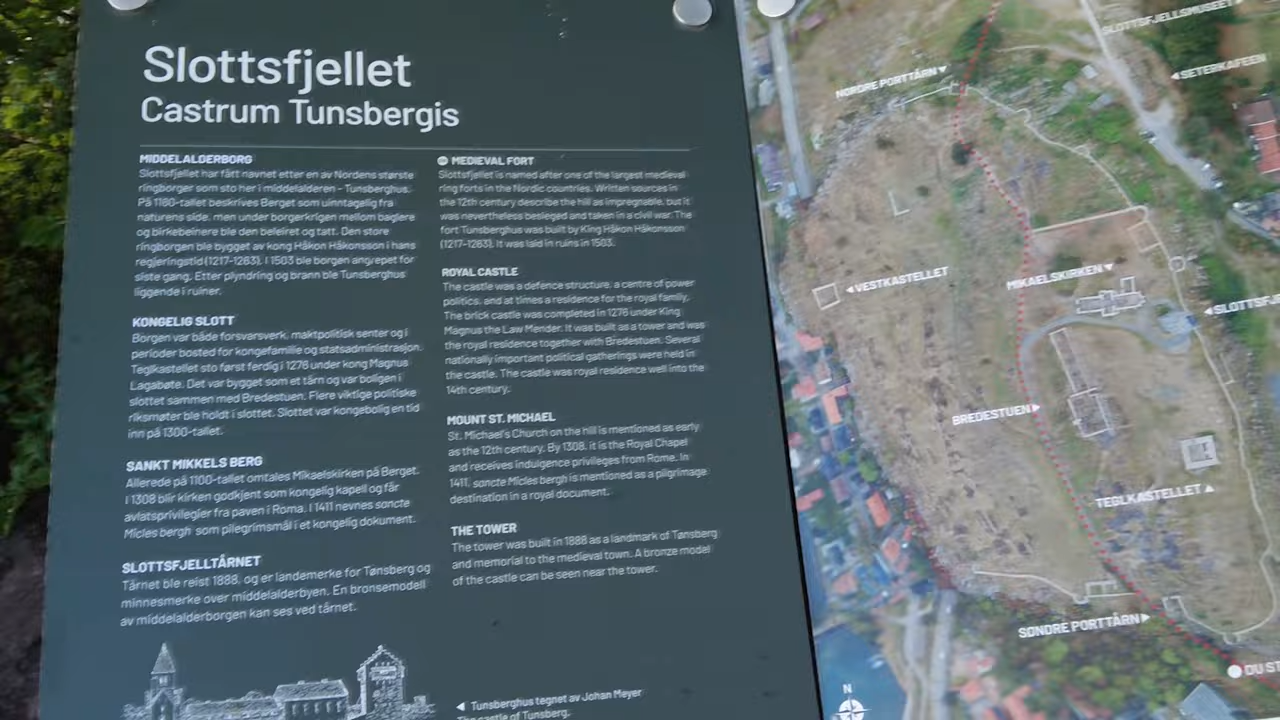 Slottsfjellet
Castrum Tunsbergis
MIDDELALDERBORG
Slottsfjellet har fått navnet etter en av Nordens største
ringborger som sto her i middelalderen – Tunsberghus.
På 1180-tallet beskrives Berget som uinntagelig fra
naturens side, men under borgerkrigen mellom baglere
og birkebeinere ble den beleiret og tatt. Den store
ringborgen ble bygget av kong Håkon Håkonsson i hans
regjeringstid (1217-1263). I 1503 ble borgen angrepet for
siste gang. Etter plyndring og brann ble Tunsberghus
liggende i ruiner.
KONGELIG SLOTT
Borgen var både forsvarsverk, maktpolitisk senter og i
perioder bosted for kongefamilie og statsadministrasjon.
Teglkastellet sto først ferdig i 1276 under kong Magnus
Lagabøte. Det var bygget som et tårn og var boligen i
slottet sammen med Bredestuen. Flere viktige politiske
riksmøter ble holdt i slottet. Slottet var kongebolig en tid
inn på 1300-tallet.
SANKT MIKKELS BERG
Allerede på 1100-tallet omtales Mikaelskirken på Berget.
I 1308 blir kirken godkjent som kongelig kapell og får
avlatsprivilegier fra paven i Roma. I 1411 nevnes sancte
Micles bergh som pilegrimsmål i et kongelig dokument.
SLOTTSFJELLTÅRNET
Tårnet ble reist 1888, og er landemerke for Tønsberg og
minnesmerke over middelalderbyen. En bronsemodell
av middelalderborgen kan ses ved tårnet.
MEDIEVAL FORT
Slottsfjellet is named after one of the largest medieval
ring forts in the Nordic countries. Written sources in
the 12th century describe the hill as impregnable, but it
was nevertheless besieged and taken in a civil war. The
fort Tunsberghus was built by King Håkon Håkonsson
(1217-1263). It was laid in ruins in 1503.
ROYAL CASTLE
The castle was a defence structure, a centre of power
politics, and at times a residence for the royal family.
The brick castle was completed in 1276 under King
Magnus the Law Mender. It was built as a tower and was
the royal residence together with Bredestuen. Several
nationally important political gatherings were held in
the castle. The castle was royal residence well into the
14th century.
MOUNT ST. MICHAEL
St. Michael's Church on the hill is mentioned as early
as the 12th century. By 1308, it is the Royal Chapel
and receives indulgence privileges from Rome. In
1411, sancte Micles bergh is mentioned as a pilgrimage
destination in a royal document.
THE TOWER
The tower was built in 1888 as a landmark of Tønsberg
and memorial to the medieval town. A bronze model
of the castle can be seen near the tower.
◄ Tunsberghus tegnet av Johan Meyer
The castle of Tunsberg.
SLOTTSFJELLSMUSEET
◄SETERKAFEEN
NORDRE PORTTÅRN▼
MIKAELSKIRKEN▼
◄VESTKASTELLET
◄SLOTTSFJ
BREDESTUEN►
TEGLKASTELLET▲
SØNDRE PORTTÅRN►
DU ST
N